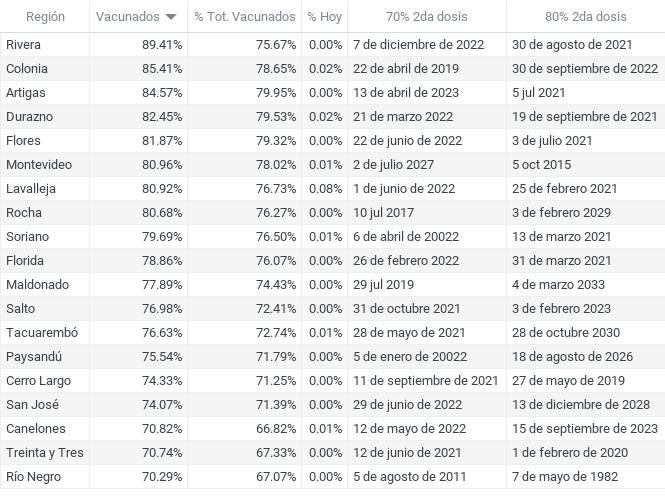 Región Vacunados % Tot. Vacunados % Hoy 70% 2da dosis 80% 2da dosis
Rivera 89.41% 75.67% 0.00% 7 de diciembre de 2022 30 de agosto de 2021
Colonia 85.41% 78.65% 0.02% 22 de abril de 2019 30 de septiembre de 2022
Artigas 84.57% 79.95% 0.00% 13 de abril de 2023 5 jul 2021
Durazno 82.45% 79.53% 0.02% 21 de marzo 2022 19 de septiembre de 2021
Flores 81.87% 79.32% 0.00% 22 de junio de 2022 3 de julio 2021
Montevideo 80.96% 78.02% 0.01% 2 de julio 2027 5 oct 2015
Lavalleja 80.92% 76.73% 0.08% 1 de junio de 2022 25 de febrero 2021
Rocha 80.68% 76.27% 0.00% 10 jul 2017 3 de febrero 2029
Soriano 79.69% 76.50% 0.01% 6 de abril de 20022 13 de marzo 2021
Florida 78.86% 76.07% 0.00% 26 de febrero 2022 31 de marzo 2021
Maldonado 77.89% 74.43% 0.00% 29 jul 2019 4 de marzo 2033
Salto 76.98% 72.41% 0.00% 31 de octubre 2021 3 de febrero 2023
Tacuarembó 76.63% 72.74% 0.01% 28 de mayo de 2021 28 de octubre 2030
Paysandú 75.54% 71.79% 0.00% 5 de enero de 20022 18 de agosto de 2026
Cerro Largo 74.33% 71.25% 0.00% 11 de septiembre de 2021 27 de mayo de 2019
San José 74.07% 71.39% 0.00% 29 de junio de 2022 13 de diciembre de 2028
Canelones 70.82% 66.82% 0.01% 12 de mayo de 2022 15 de septiembre de 2023
Treinta y Tres 70.74% 67.33% 0.00% 12 de junio de 2021 1 de febrero de 2020
Río Negro 70.29% 67.07% 0.00% 5 de agosto de 2011 7 de mayo de 1982